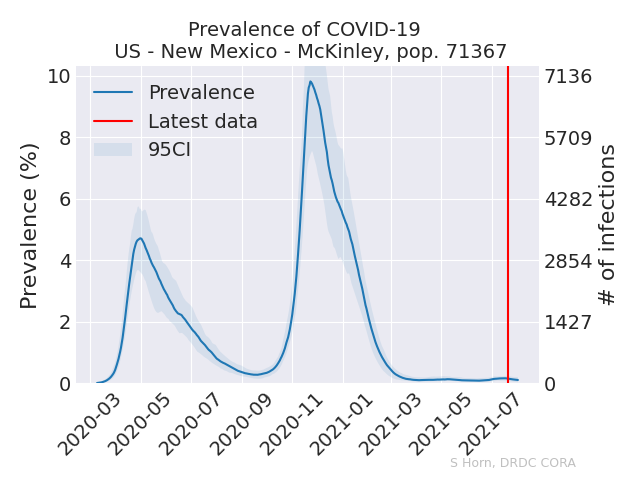 Prevalence of COVID-19
US - New Mexico - McKinley, pop. 71367
Prevalence
Latest data
95CI
Prevalence (%)
10
8
6
4
2
0
7136
5709
4282
2854
1427
0
# of infections
2020-03
2020-05
2020-07
2020-09
2020-11
2021-01
2021-03
2021-05
2021-07
S Horn, DRDC CORA